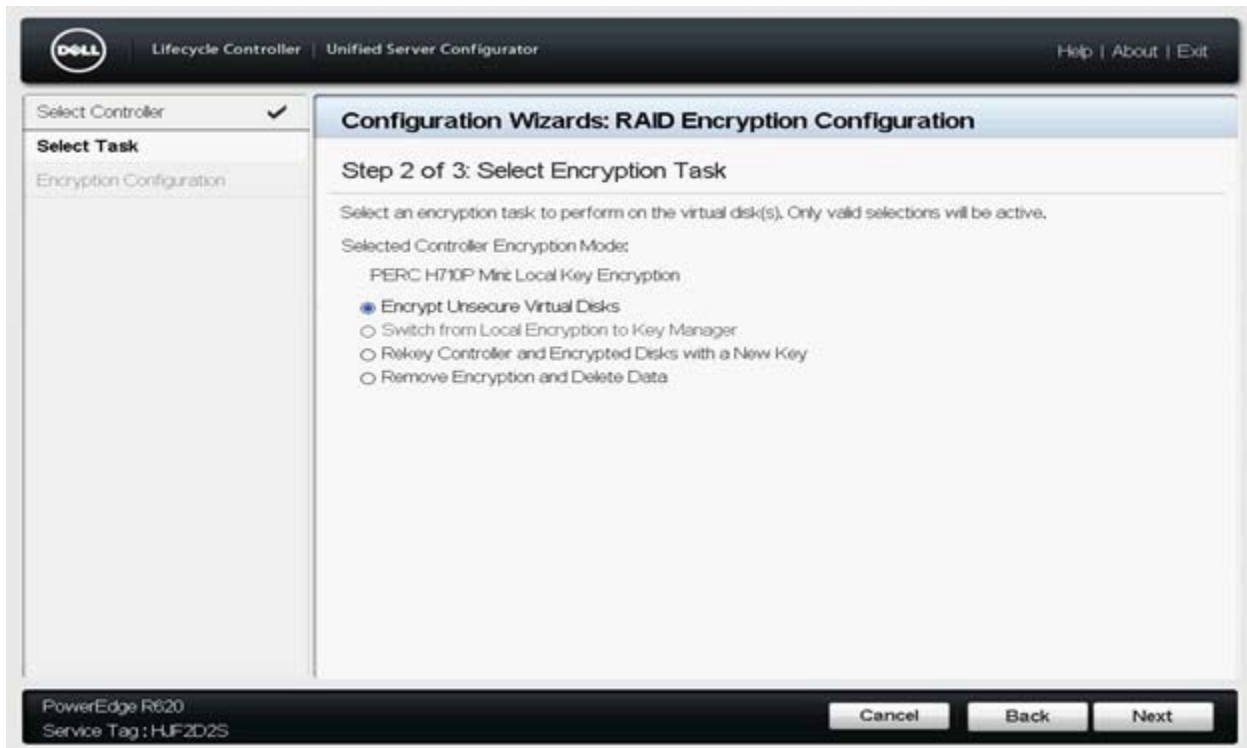 DELL
Lifecycle Controller | Unified Server Configurator
Help | About | Exit
Select Controller
Select Task
Encryption Configuration
Configuration Wizards: RAID Encryption Configuration
Step 2 of 3: Select Encryption Task
Select an encryption task to perform on the virtual disk(s). Only valid selections will be active.
Selected Controller Encryption Mode:
PERC H710P Mini: Local Key Encryption
Encrypt Unsecure Virtual Disks
Switch from Local Encryption to Key Manager
Rekey Controller and Encrypted Disks with a New Key
Remove Encryption and Delete Data
PowerEdge R620
Service Tag : HJF2D2S
Cancel
Back
Next